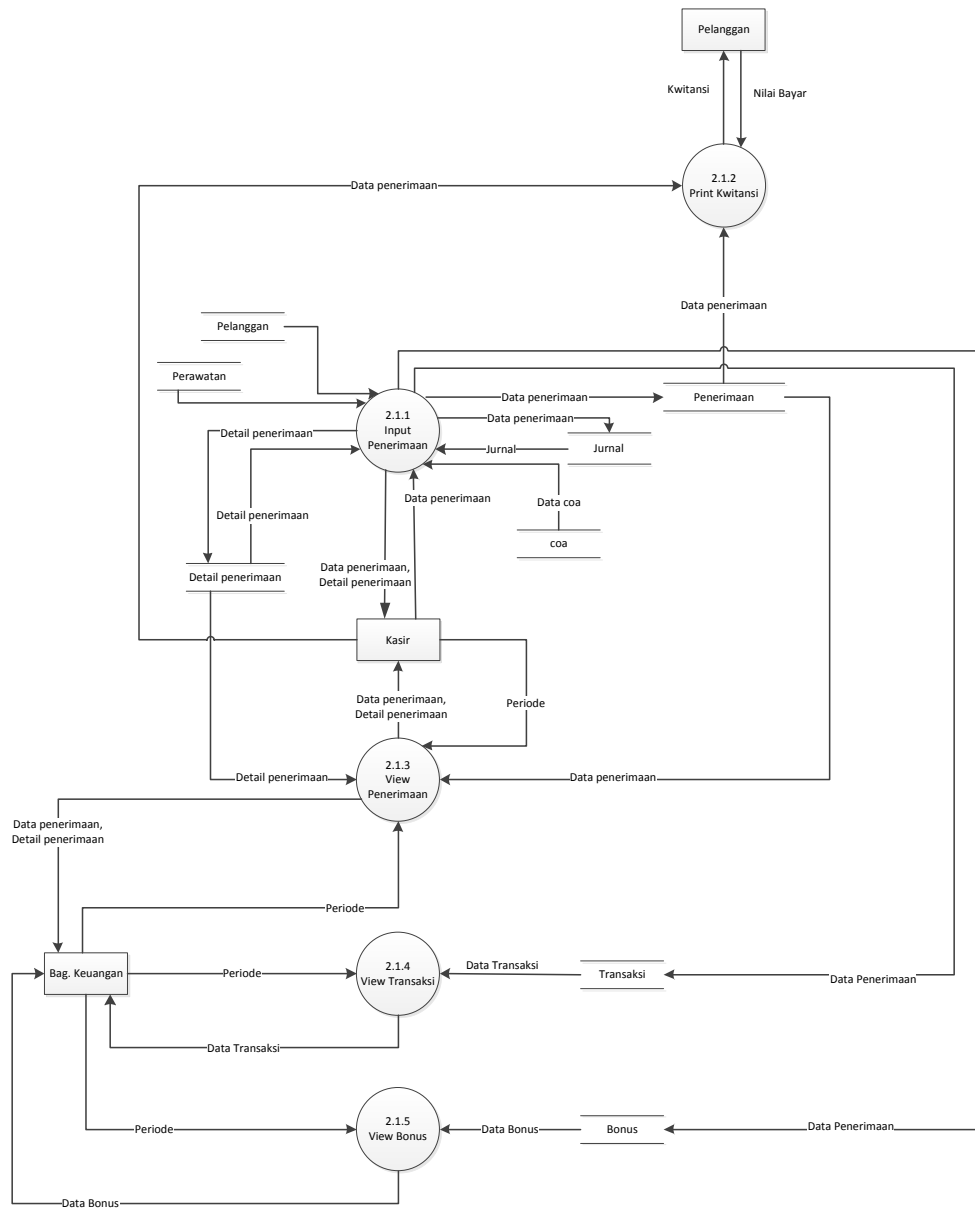 Pelanggan
Kwitansi
Nilai Bayar
2.1.2
Print Kwitansi
Data penerimaan
Data penerimaan
Pelanggan
Perawatan
2.1.1
Input
Penerimaan
Data penerimaan
Penerimaan
Data penerimaan
Jurnal
Jurnal
Detail penerimaan
Detail penerimaan
Data penerimaan
Data coa
coa
Detail penerimaan
Data penerimaan,
Detail penerimaan
Kasir
Data penerimaan,
Detail penerimaan
Periode
2.1.3
View
Penerimaan
Detail penerimaan
Data penerimaan
Data penerimaan,
Detail penerimaan
Periode
Bag. Keuangan
Periode
2.1.4
View Transaksi
Data Transaksi
Transaksi
Data Penerimaan
Data Transaksi
Periode
2.1.5
View Bonus
Data Bonus
Bonus
Data Penerimaan
Data Bonus